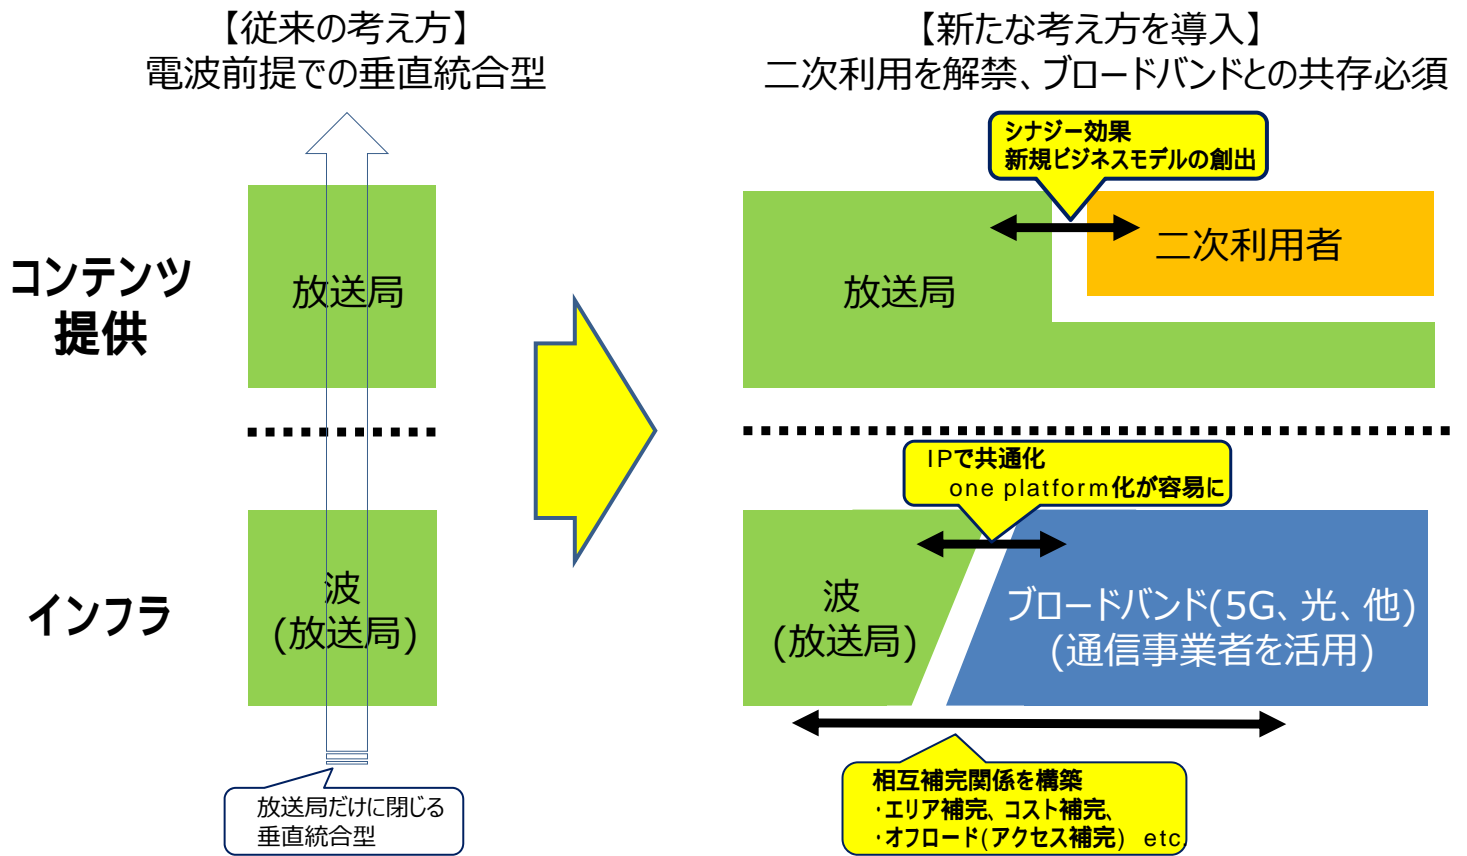 【従来の考え方】
電波前提での垂直統合型
【新たな考え方を導入】
二次利用を解禁、ブロードバンドとの共存必須
シナジー効果
新規ビジネスモデルの創出
コンテンツ
提供
放送局
放送局
二次利用者
IPで共通化
one platform化が容易に
インフラ
波
(放送局)
波
(放送局)
ブロードバンド(5G、光、他)
(通信事業者を活用)
放送局だけに閉じる
垂直統合型
相互補完関係を構築
・エリア補完、コスト補完、
・オフロード(アクセス補完) etc.